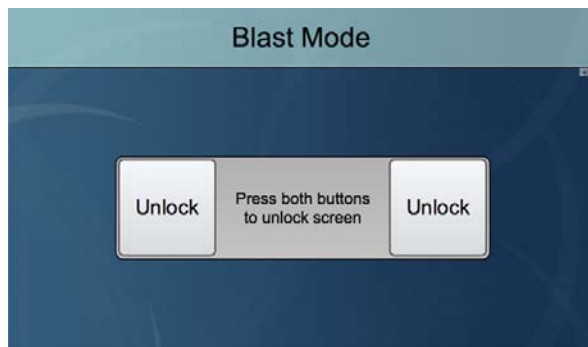 Blast Mode
Unlock
Press both buttons
to unlock screen
Unlock